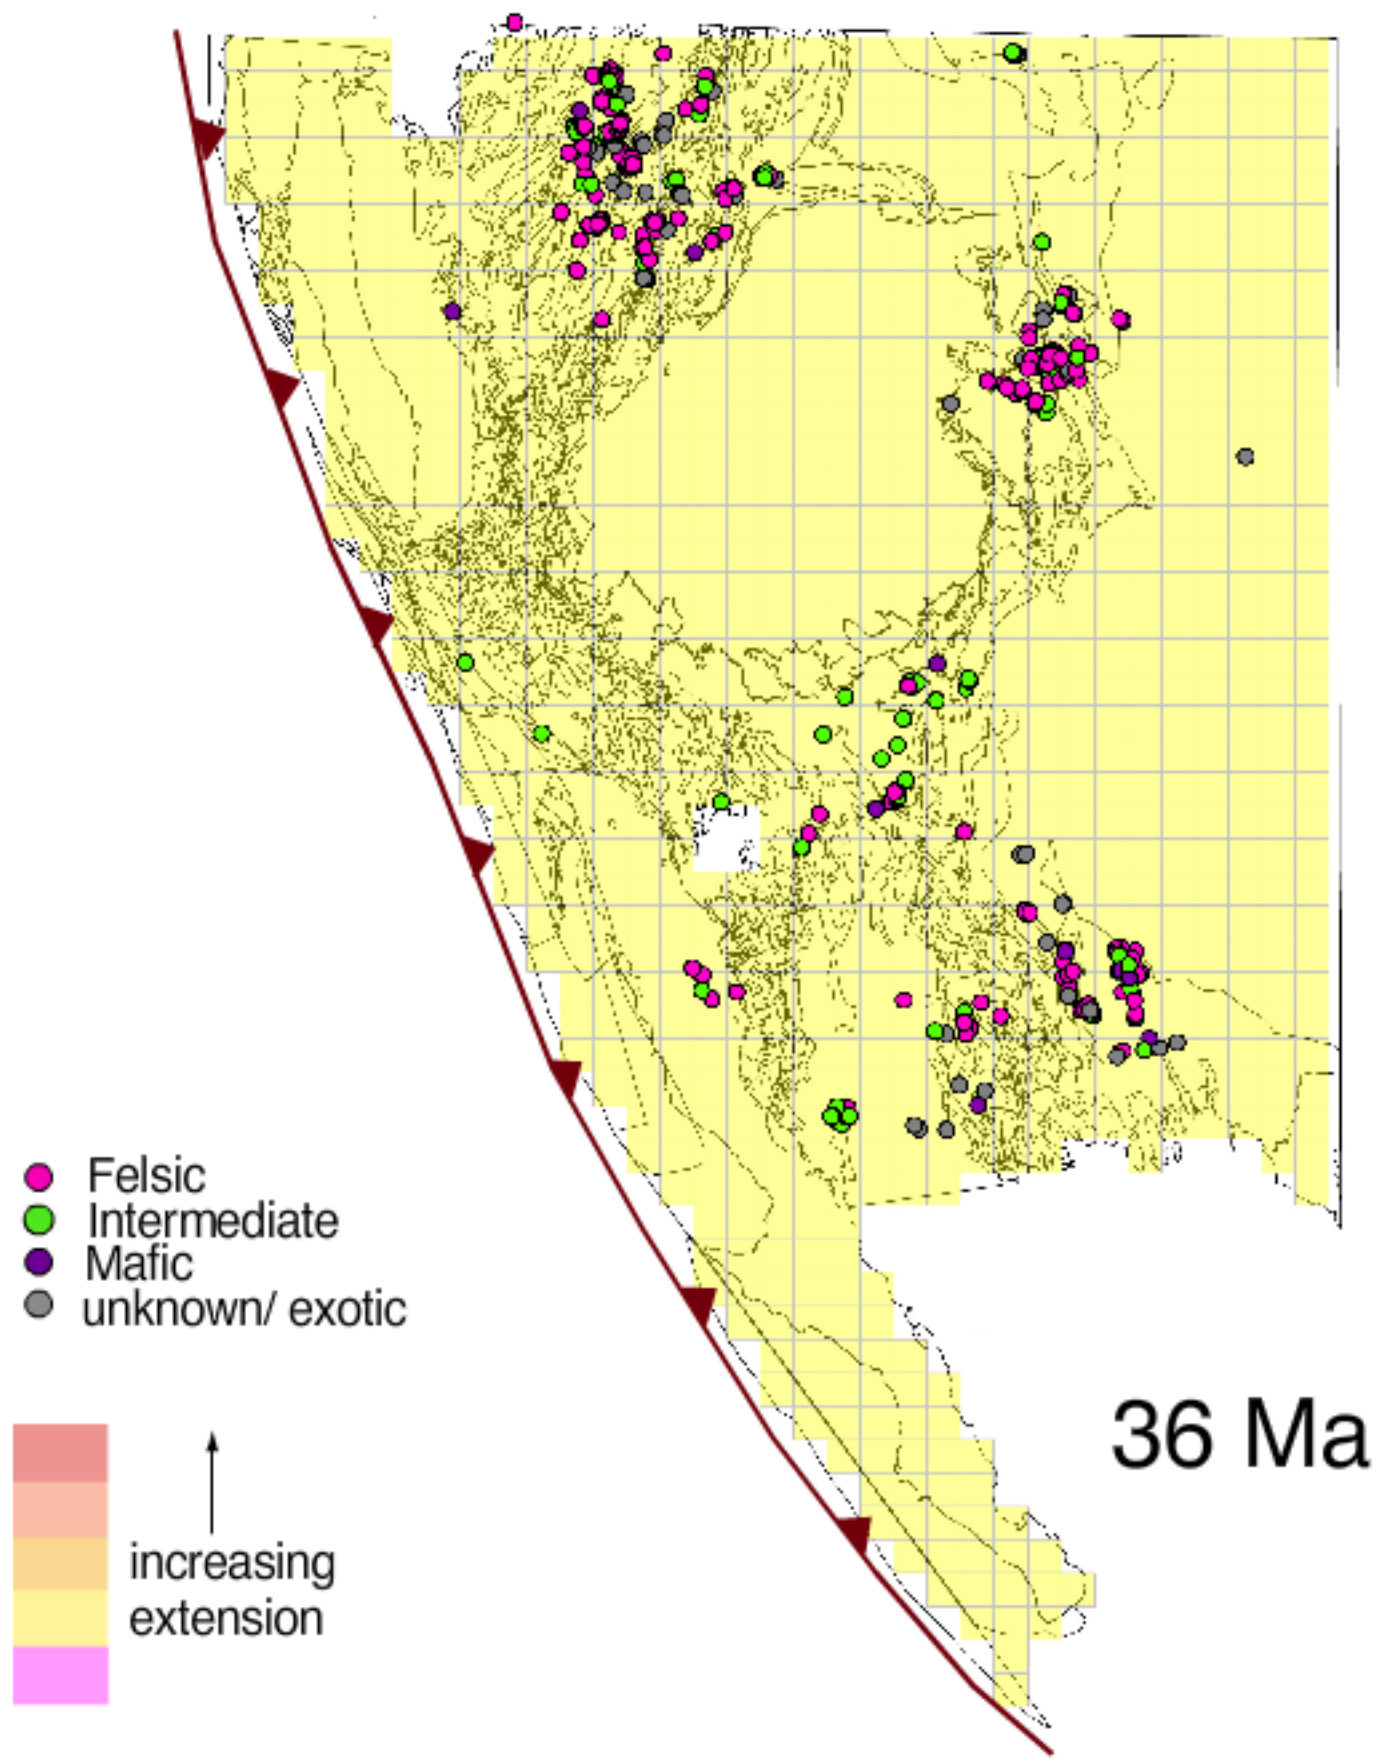 Felsic
Intermediate
Mafic
unknown/ exotic
36 Ma
increasing
extension